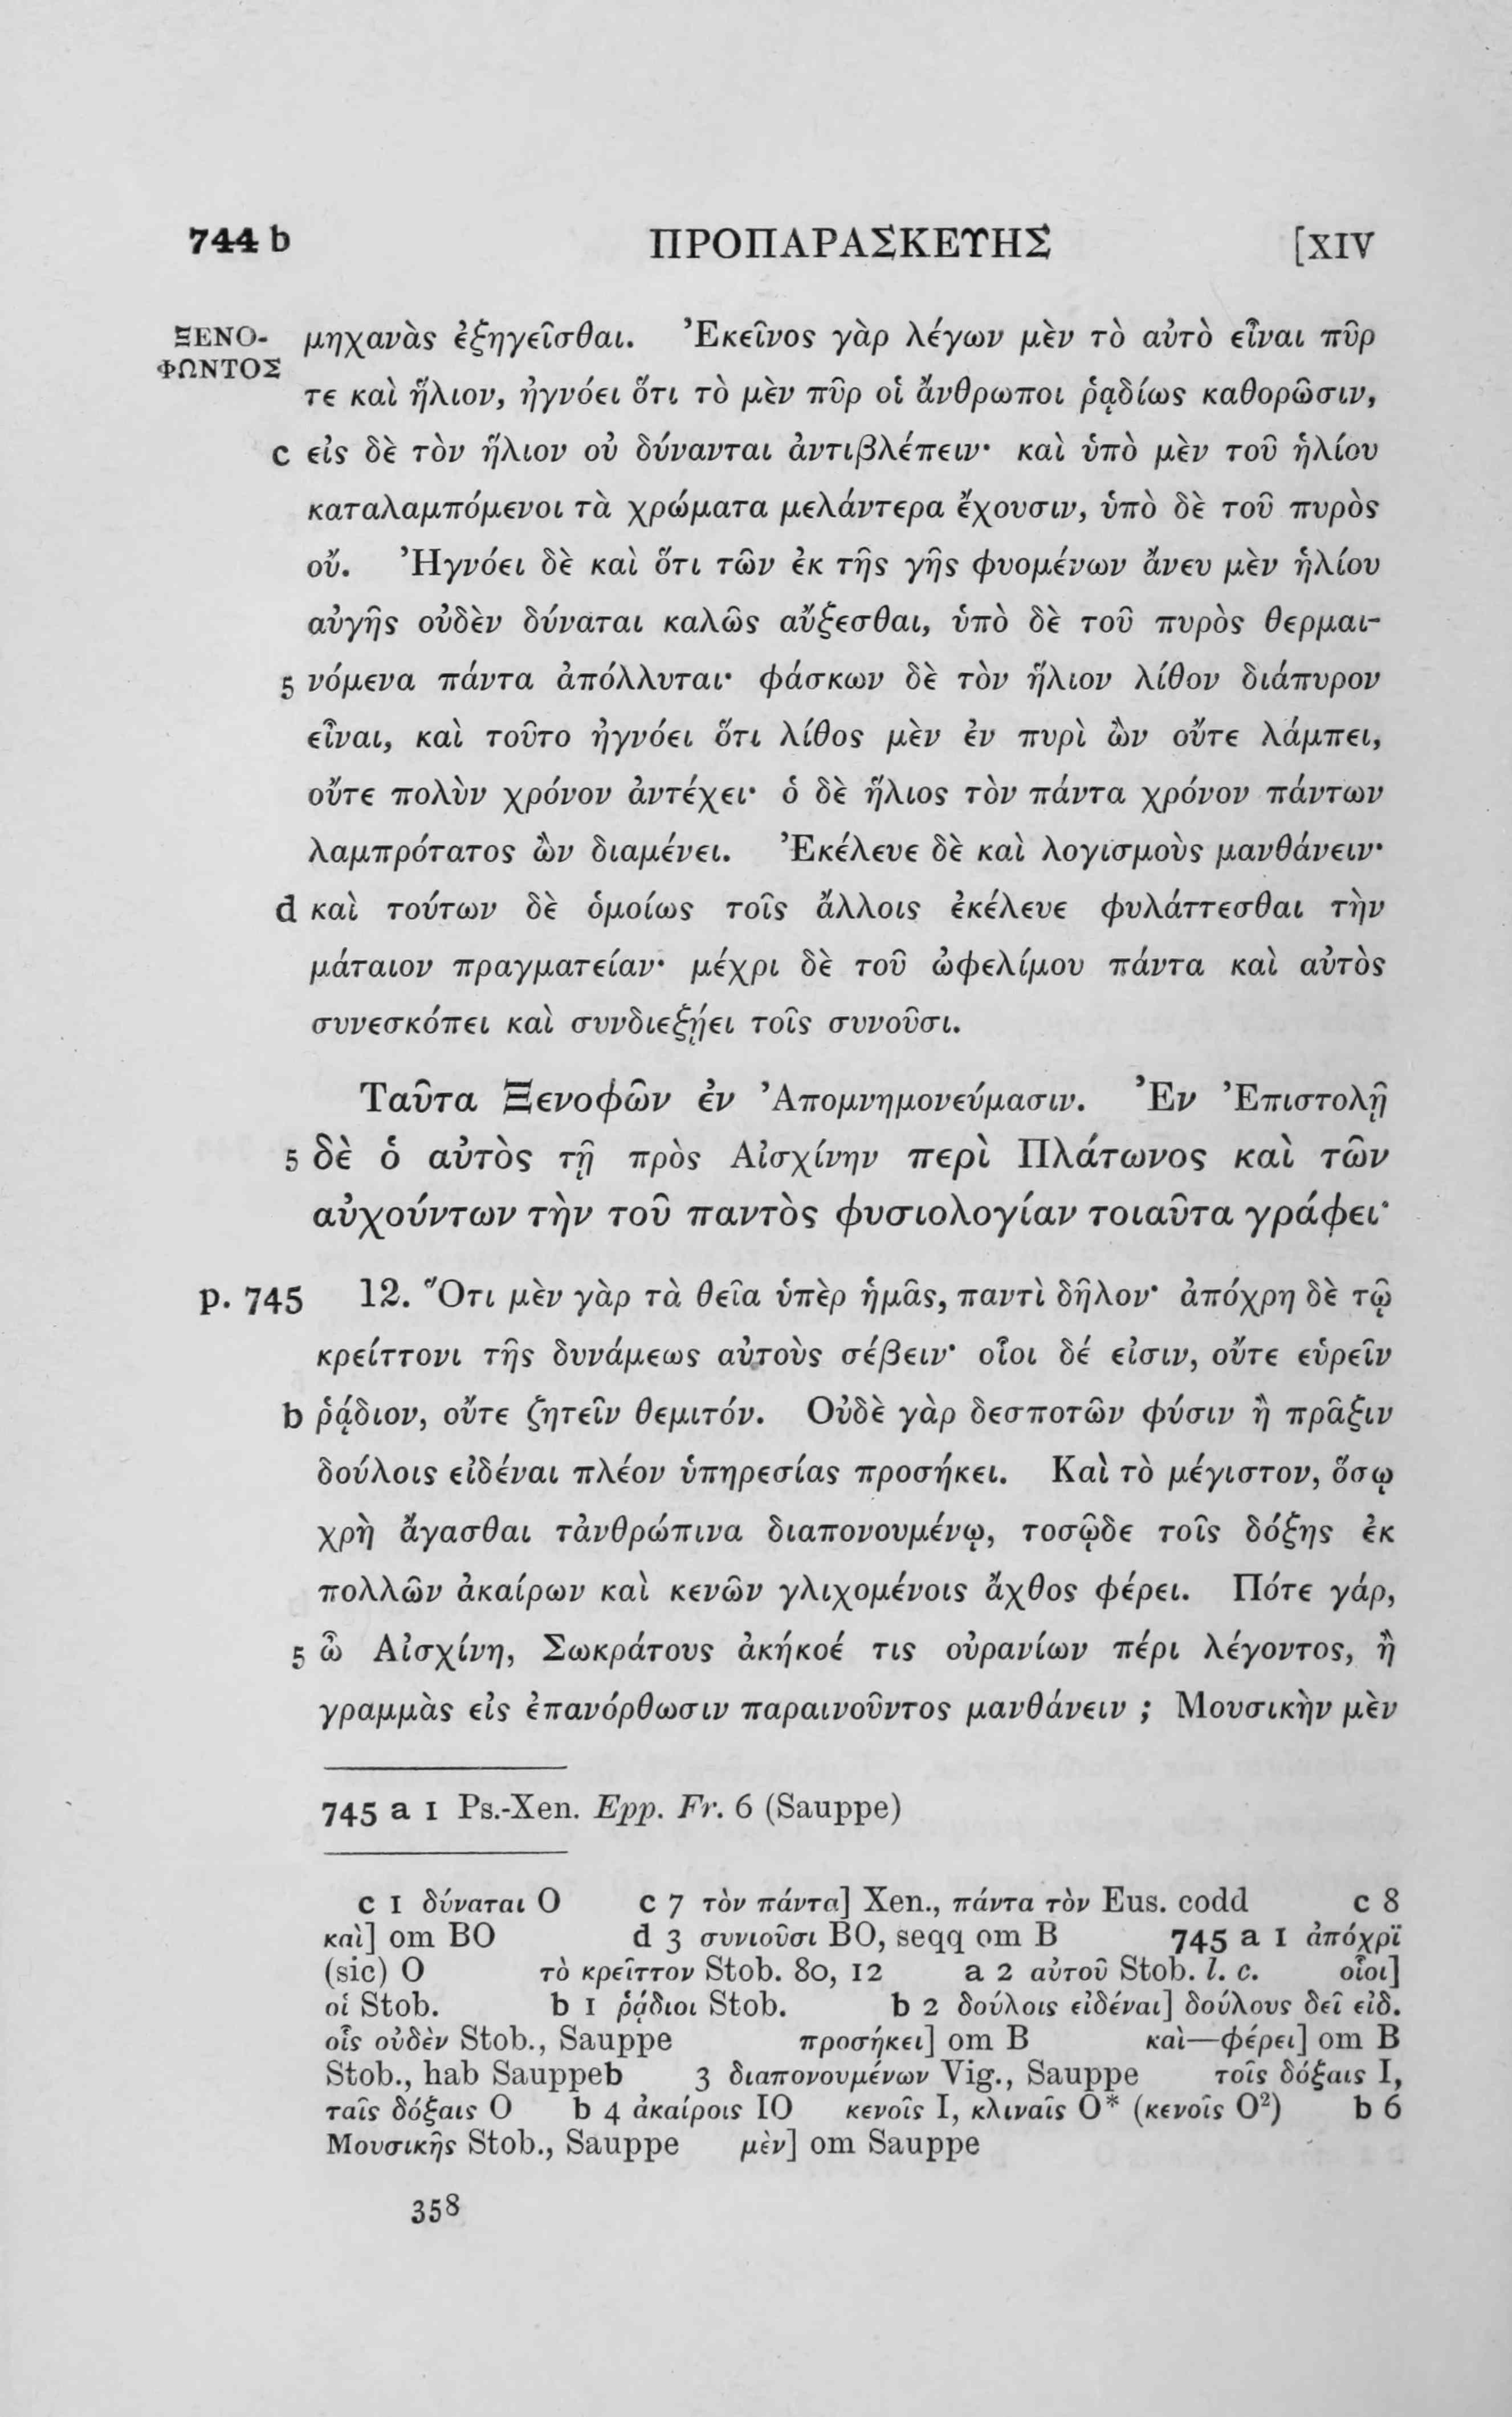 744 b ΠΡΟΠΑΡΑΣΚΕΥΗΣ [XIV
ΞΕΝΟ- μηχανὰς ἐξηγεῖσθαι. Ἐκεῖνος γὰρ λέγων μὲν τὸ αὐτὸ εἶναι πῦρ
ΦΩΝΤΟΣ τε καὶ ἥλιον, ἠγνόει ὅτι τὸ μὲν πῦρ οἱ ἄνθρωποι ῥᾳδίως καθορῶσιν,
c εἰς δὲ τὸν ἥλιον οὐ δύνανται ἀντιβλέπειν· καὶ ὑπὸ μὲν τοῦ ἡλίου
καταλαμπόμενοι τὰ χρώματα μελάντερα ἔχουσιν, ὑπὸ δὲ τοῦ πυρὸς
οὔ. Ἠγνόει δὲ καὶ ὅτι τῶν ἐκ τῆς γῆς φυομένων ἄνευ μὲν ἡλίου
αὐγῆς οὐδὲν δύναται καλῶς αὔξεσθαι, ὑπὸ δὲ τοῦ πυρὸς θερμαι-
5 νόμενα πάντα ἀπόλλυται· φάσκων δὲ τὸν ἥλιον λίθον διάπυρον
εἶναι, καὶ τοῦτο ἠγνόει ὅτι λίθος μὲν ἐν πυρὶ ὢν οὔτε λάμπει,
οὔτε πολὺν χρόνον ἀντέχει· ὁ δὲ ἥλιος τὸν πάντα χρόνον πάντων
λαμπρότατος ὢν διαμένει. Ἐκέλευε δὲ καὶ λογισμοὺς μανθάνειν·
d καὶ τούτων δὲ ὁμοίως τοῖς ἄλλοις ἐκέλευε φυλάττεσθαι τὴν
μάταιον πραγματείαν· μέχρι δὲ τοῦ ὠφελίμου πάντα καὶ αὐτὸς
συνεσκόπει καὶ συνδιεξῄει τοῖς συνοῦσι.
Ταῦτα Ξενοφῶν ἐν Ἀπομνημονεύμασιν. Ἐν Ἐπιστολῇ
5 δὲ ὁ αὐτὸς τῇ πρὸς Αἰσχίνην περὶ Πλάτωνος καὶ τῶν
αὐχούντων τὴν τοῦ παντὸς φυσιολογίαν τοιαῦτα γράφει·
p. 745 12. Ὅτι μὲν γὰρ τὰ θεῖα ὑπὲρ ἡμᾶς, παντὶ δῆλον· ἀπόχρη δὲ τῷ
κρείττονι τῆς δυνάμεως αὐτοὺς σέβειν· οἷοι δέ εἰσιν, οὔτε εὑρεῖν
b ῥᾴδιον, οὔτε ζητεῖν θεμιτόν. Οὐδὲ γὰρ δεσποτῶν φύσιν ἢ πρᾶξιν
δούλοις εἰδέναι πλέον ὑπηρεσίας προσήκει. Καὶ τὸ μέγιστον, ὅσῳ
χρὴ ἄγασθαι τἀνθρώπινα διαπονουμένῳ, τοσῷδε τοῖς δόξης ἐκ
πολλῶν ἀκαίρων καὶ κενῶν γλιχομένοις ἄχθος φέρει. Πότε γάρ,
5 ὦ Αἰσχίνη, Σωκράτους ἀκήκοέ τις οὐρανίων πέρι λέγοντος, ἢ
γραμμὰς εἰς ἐπανόρθωσιν παραινοῦντος μανθάνειν ; Μουσικὴν μὲν
745 a 1 Ps.-Xen. Epp. Fr. 6 (Sauppe)
c 1 δύναται O c 7 τὸν πάντα] Xen., πάντα τὸν Eus. codd c 8
καὶ] om BO d 3 συνιοῦσι BO, seqq om B 745 a 1 ἀπόχρϊ
(sic) O τὸ κρεῖττον Stob. 80, 12 a 2 αὐτοῦ Stob. l. c. οἷοι]
οἱ Stob. b 1 ῥᾴδιοι Stob. b 2 δούλοις εἰδέναι] δούλους δεῖ εἰδ.
οἷς οὐδὲν Stob., Sauppe προσήκει] om B καὶ—φέρει] om B
Stob., hab Sauppeb 3 διαπονουμένων Vig., Sauppe τοῖς δόξαις I,
ταῖς δόξαις O b 4 ἀκαίροις IO κενοῖς I, κλιναῖς O* (κενοῖς O²) b 6
Μουσικῆς Stob., Sauppe μὲν] om Sauppe
358